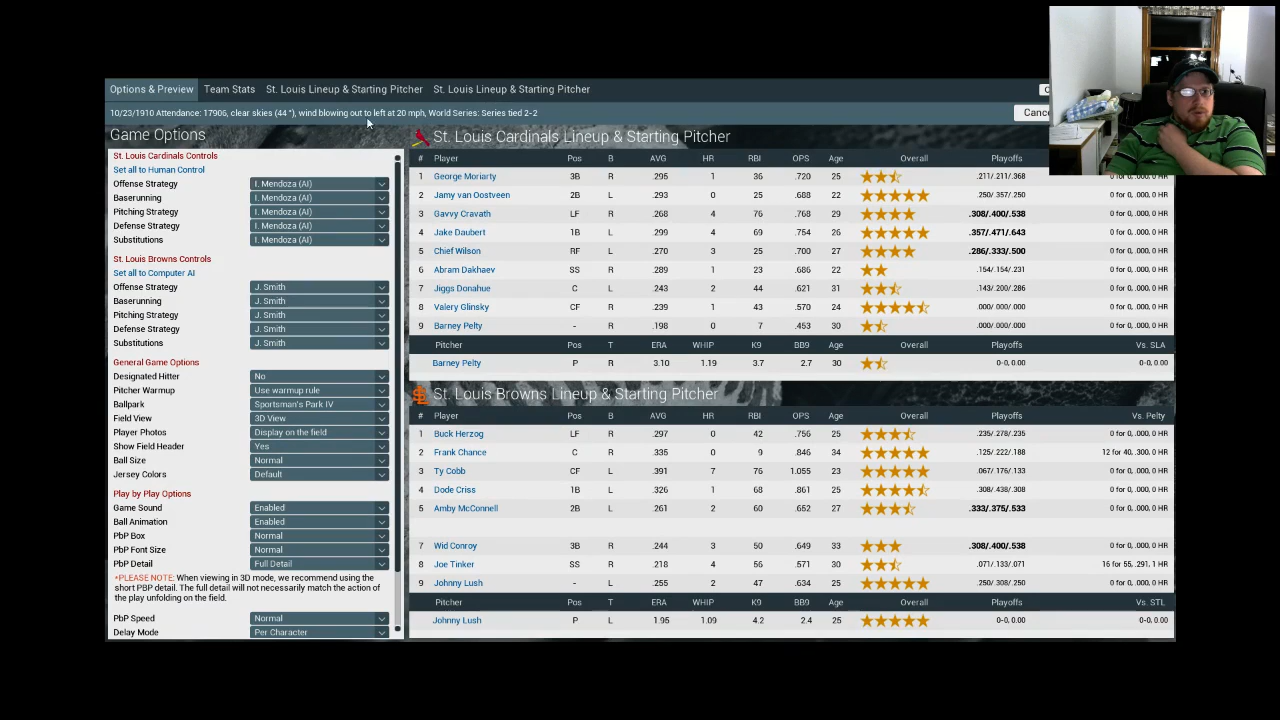 Options & Preview Team Stats St. Louis Lineup & Starting Pitcher St. Louis Lineup & Starting Pitcher
10/23/1910 Attendance: 17906, clear skies (44 °), wind blowing out to left at 20 mph, World Series: Series tied 2-2
Game Options
St. Louis Cardinals Controls
Set all to Human Control
Offense Strategy I. Mendoza (AI)
Baserunning I. Mendoza (AI)
Pitching Strategy I. Mendoza (AI)
Defense Strategy I. Mendoza (AI)
Substitutions I. Mendoza (AI)
St. Louis Browns Controls
Set all to Computer AI
Offense Strategy J. Smith
Baserunning J. Smith
Pitching Strategy J. Smith
Defense Strategy J. Smith
Substitutions J. Smith
General Game Options
Designated Hitter No
Pitcher Warmup Use warmup rule
Ballpark Sportsman's Park IV
Field View 3D View
Player Photos Display on the field
Show Field Header Yes
Ball Size Normal
Jersey Colors Default
Play by Play Options
Game Sound Enabled
Ball Animation Enabled
PbP Box Normal
PbP Font Size Normal
PbP Detail Full Detail
*PLEASE NOTE: When viewing in 3D mode, we recommend using the
short PBP detail. The full detail will not necessarily match the action of
the play unfolding on the field.
PbP Speed Normal
Delay Mode Per Character
Cance
St. Louis Cardinals Lineup & Starting Pitcher
# Player Pos B AVG HR RBI OPS Age Overall Playoffs
1 George Moriarty 3B R .295 1 36 .720 25 .211/.211/.368 0 for 0, .000, 0 HR
2 Jamy van Oostveen 2B L .293 0 25 .688 22 .250/.357/.250 0 for 0, .000, 0 HR
3 Gavvy Cravath LF R .268 4 76 .768 29 .308/.400/.538 0 for 0, .000, 0 HR
4 Jake Daubert 1B L .299 4 69 .754 26 .357/.471/.643 0 for 0, .000, 0 HR
5 Chief Wilson RF L .270 3 25 .700 27 .286/.333/.500 0 for 0, .000, 0 HR
6 Abram Dakhaev SS R .289 1 23 .686 22 .154/.154/.231 0 for 0, .000, 0 HR
7 Jiggs Donahue C L .243 2 44 .621 31 .143/.200/.286 0 for 0, .000, 0 HR
8 Valery Glinsky CF R .239 1 43 .570 24 .000/.000/.000 0 for 0, .000, 0 HR
9 Barney Pelty - R .198 0 7 .453 30 .000/.000/.000 0 for 0, .000, 0 HR
Pitcher Pos T ERA WHIP K9 BB9 Age Overall Playoffs Vs. SLA
Barney Pelty P R 3.10 1.19 3.7 2.7 30 0-0, 0.00 0-0, 0.00
St. Louis Browns Lineup & Starting Pitcher
# Player Pos B AVG HR RBI OPS Age Overall Playoffs Vs. Pelty
1 Buck Herzog LF R .297 0 42 .756 25 .235/.278/.235 0 for 0, .000, 0 HR
2 Frank Chance C R .335 0 9 .846 34 .125/.222/.188 12 for 40, .300, 0 HR
3 Ty Cobb CF L .391 7 76 1.055 23 .067/.176/.133 0 for 0, .000, 0 HR
4 Dode Criss 1B L .326 1 68 .861 25 .308/.438/.308 0 for 0, .000, 0 HR
5 Amby McConnell 2B L .261 2 60 .652 27 .333/.375/.533 0 for 0, .000, 0 HR
7 Wid Conroy 3B R .244 3 50 .649 33 .308/.400/.538 0 for 0, .000, 0 HR
8 Joe Tinker SS R .218 4 56 .571 30 .071/.133/.071 16 for 55, .291, 1 HR
9 Johnny Lush - L .255 2 47 .634 25 .250/.308/.250 0 for 0, .000, 0 HR
Pitcher Pos T ERA WHIP K9 BB9 Age Overall Playoffs Vs. STL
Johnny Lush P L 1.95 1.09 4.2 2.4 25 0-0, 0.00 0-0, 0.00